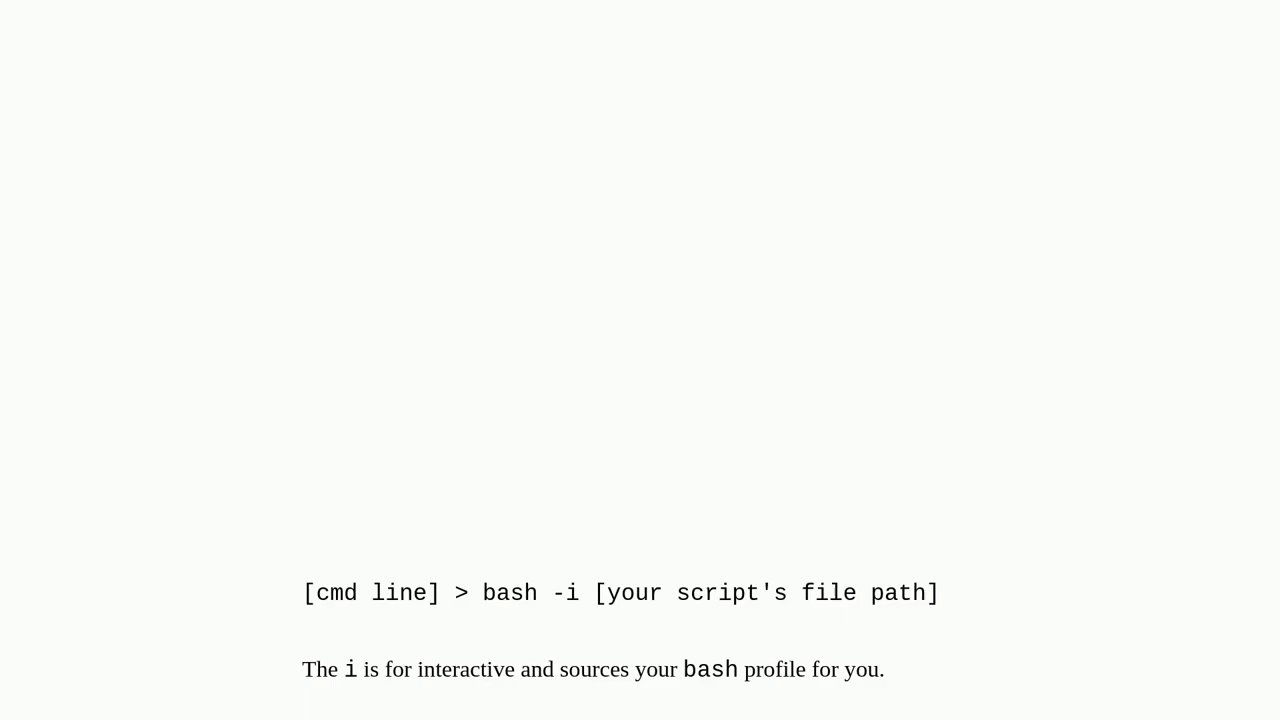 [cmd line] > bash -i [your script's file path]
The i is for interactive and sources your bash profile for you.